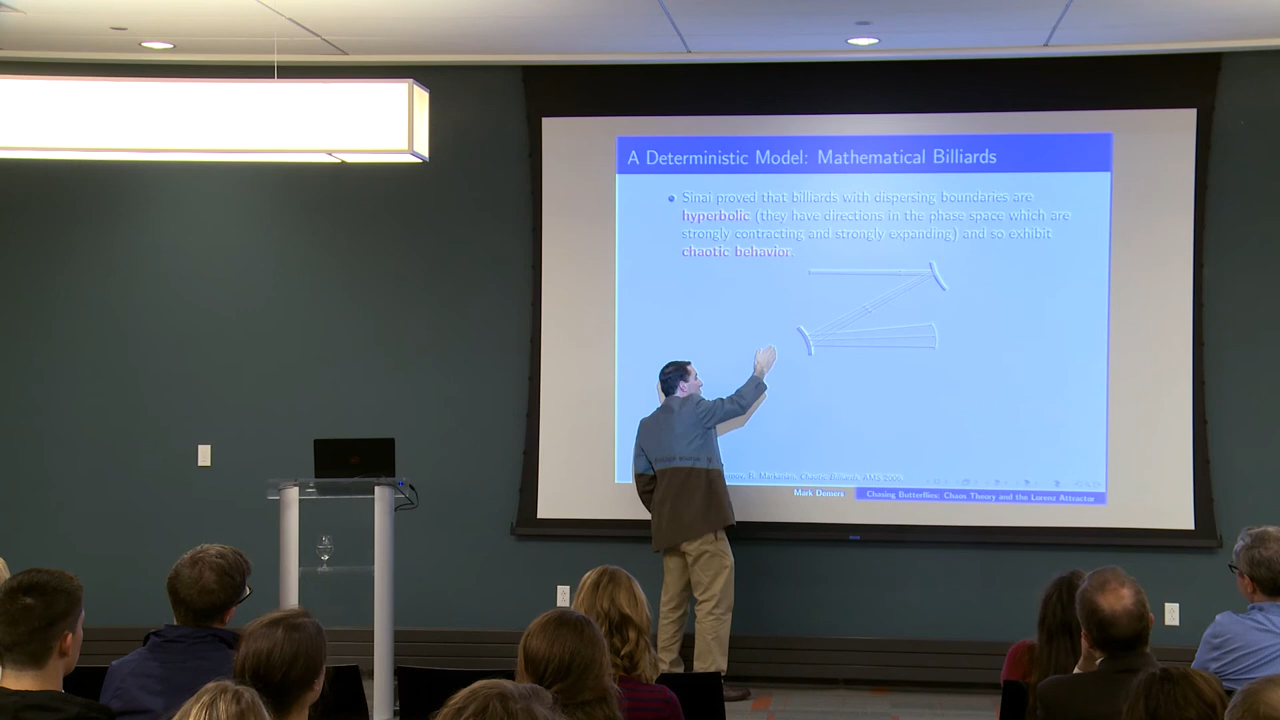 A Deterministic Model: Mathematical Billiards
Sinai proved that billiards with dispersing boundaries are
hyperbolic (they have directions in the phase space which are
strongly contracting and strongly expanding) and so exhibit
chaotic behavior.
R. Markarian, Chaotic Billiards, AMS 2006.
Mark Demers
Chasing Butterflies: Chaos Theory and the Lorenz Attractor